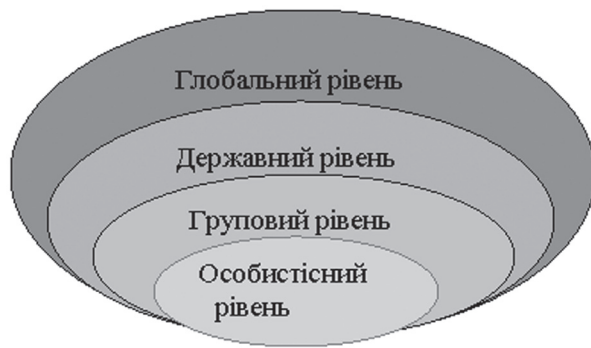 Глобальний рівень
Державний рівень
Груповий рівень
Особистісний
рівень